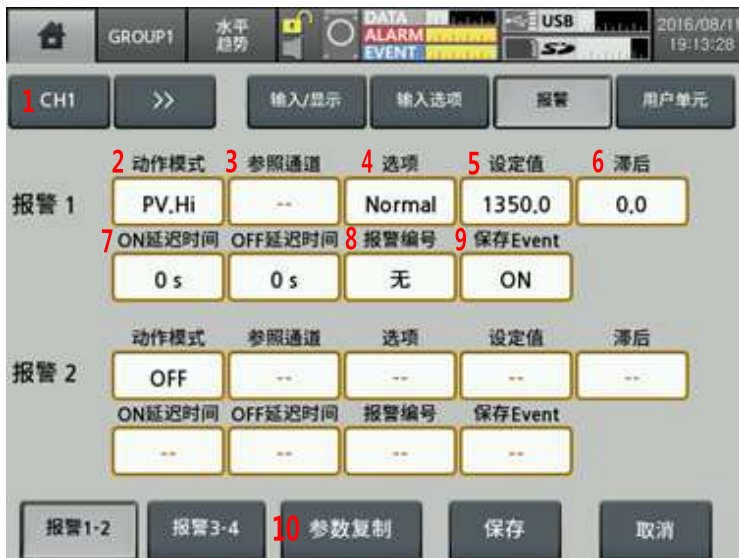 GROUP1 水平趋势 DATA ALARM EVENT USB 2016/08/11 19:13:28
1 CH1 >> 输入/显示 输入选项 报警 用户单元
2 动作模式 3 参照通道 4 选项 5 设定值 6 滞后
报警 1 PV.Hi -- Normal 1350.0 0.0
7 ON延迟时间 OFF延迟时间 8 报警编号 9 保存Event
0 s 0 s 无 ON
动作模式 参照通道 选项 设定值 滞后
报警 2 OFF -- -- -- --
ON延迟时间 OFF延迟时间 报警编号 保存Event
-- -- -- --
报警1-2 报警3-4 10 参数复制 保存 取消